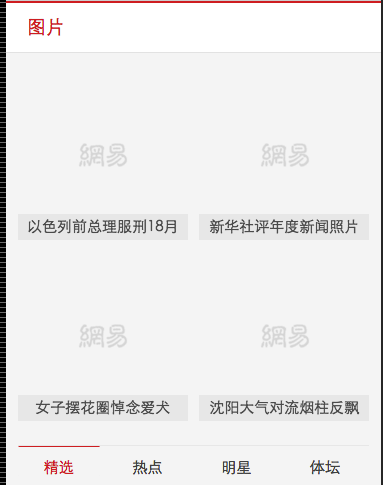 图片
網易
網易
以色列前总理服刑18月
新华社评年度新闻照片
網易
網易
女子摆花圈悼念爱犬
沈阳大气对流烟柱反飘
精选
热点
明星
体坛